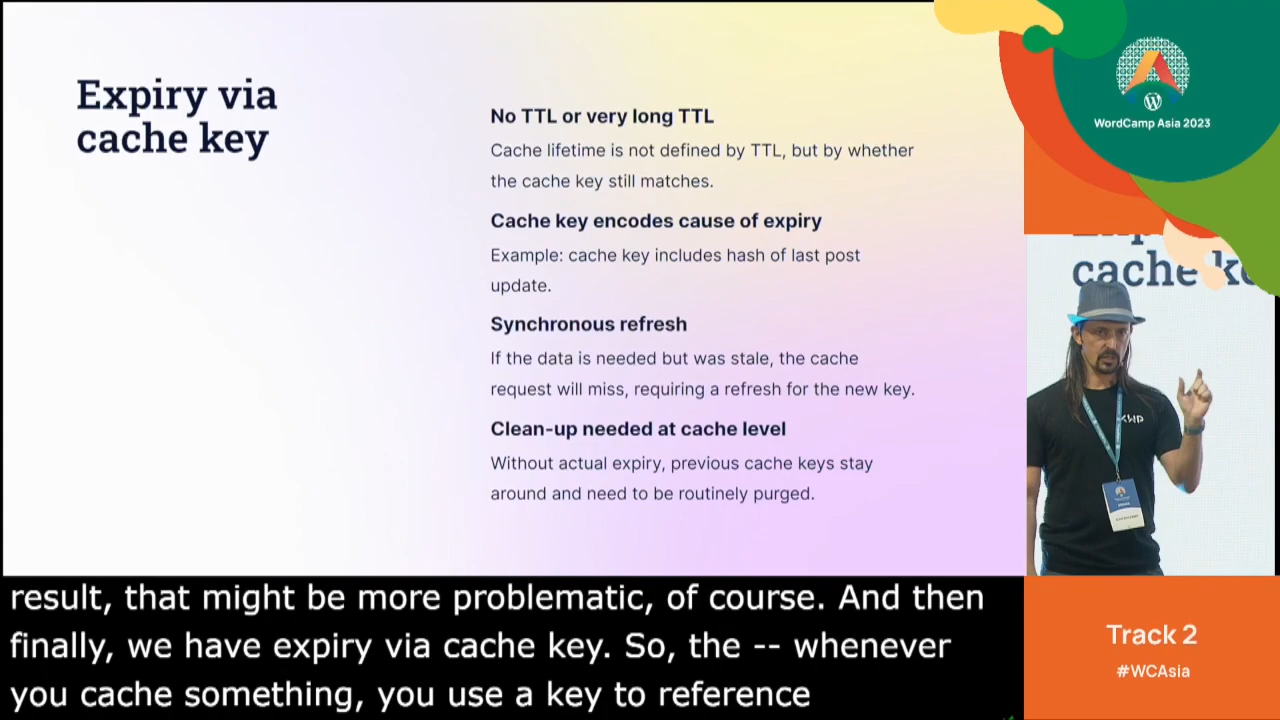 Expiry via
cache key
No TTL or very long TTL
Cache lifetime is not defined by TTL, but by whether
the cache key still matches.
Cache key encodes cause of expiry
Example: cache key includes hash of last post
update.
Synchronous refresh
If the data is needed but was stale, the cache
request will miss, requiring a refresh for the new key.
Clean-up needed at cache level
Without actual expiry, previous cache keys stay
around and need to be routinely purged.
WordCamp Asia 2023
cache ke
XWP
result, that might be more problematic, of course. And then
finally, we have expiry via cache key. So, the -- whenever
you cache something, you use a key to reference
Track 2
#WCAsia